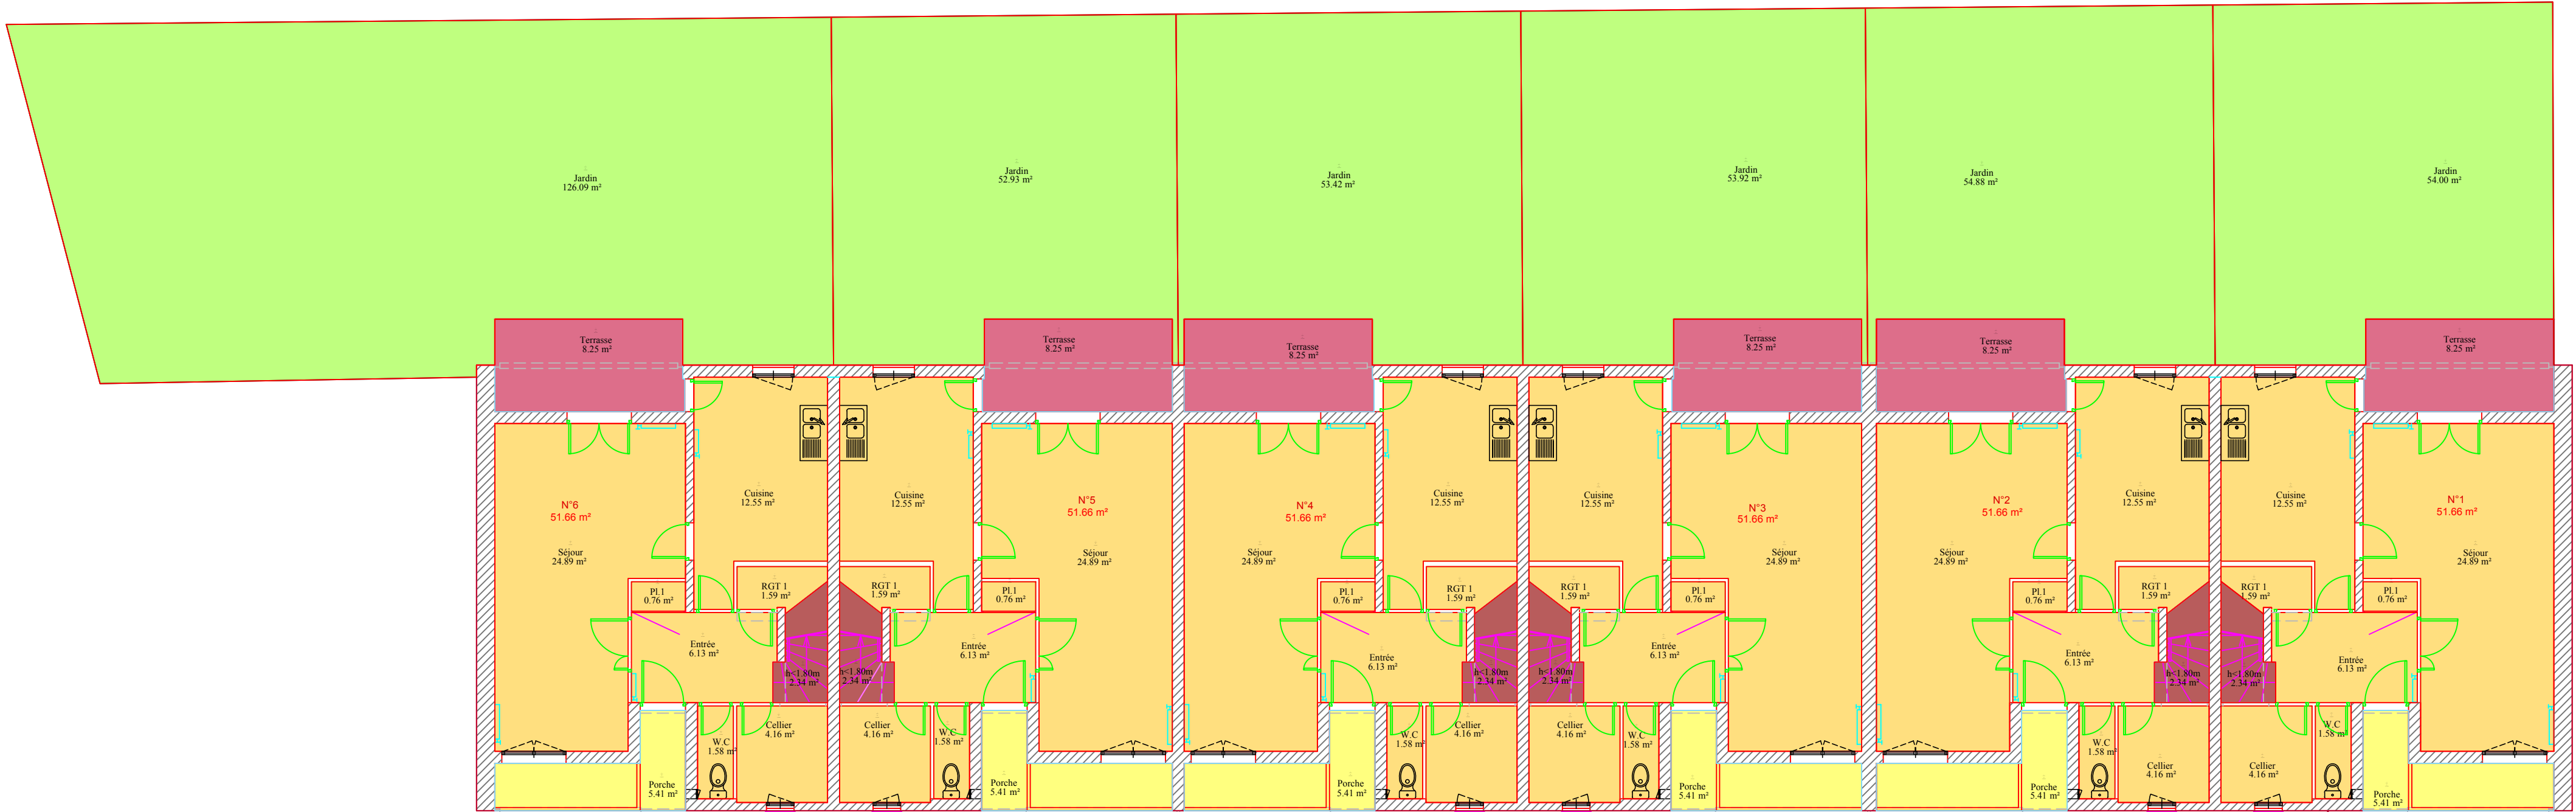 Jardin
126.09 m²
Jardin
52.93 m²
Jardin
53.42 m²
Jardin
53.92 m²
Jardin
54.88 m²
Jardin
54.00 m²
Terrasse
8.25 m²
Terrasse
8.25 m²
Terrasse
8.25 m²
Terrasse
8.25 m²
Terrasse
8.25 m²
Terrasse
8.25 m²
N°6
51.66 m²
Séjour
24.89 m²
Cuisine
12.55 m²
Pl.1
0.76 m²
RGT 1
1.59 m²
Entrée
6.13 m²
h<1.80m
2.34 m²
W.C
1.58 m²
Cellier
4.16 m²
Porche
5.41 m²
N°5
51.66 m²
Cuisine
12.55 m²
Séjour
24.89 m²
RGT 1
1.59 m²
Pl.1
0.76 m²
Entrée
6.13 m²
h<1.80m
2.34 m²
Cellier
4.16 m²
W.C
1.58 m²
Porche
5.41 m²
N°4
51.66 m²
Séjour
24.89 m²
Cuisine
12.55 m²
Pl.1
0.76 m²
RGT 1
1.59 m²
Entrée
6.13 m²
h<1.80m
2.34 m²
W.C
1.58 m²
Cellier
4.16 m²
Porche
5.41 m²
N°3
51.66 m²
Cuisine
12.55 m²
Séjour
24.89 m²
RGT 1
1.59 m²
Pl.1
0.76 m²
Entrée
6.13 m²
h<1.80m
2.34 m²
Cellier
4.16 m²
W.C
1.58 m²
Porche
5.41 m²
N°2
51.66 m²
Séjour
24.89 m²
Cuisine
12.55 m²
Pl.1
0.76 m²
RGT 1
1.59 m²
Entrée
6.13 m²
h<1.80m
2.34 m²
W.C
1.58 m²
Cellier
4.16 m²
Porche
5.41 m²
N°1
51.66 m²
Cuisine
12.55 m²
Séjour
24.89 m²
RGT 1
1.59 m²
Pl.1
0.76 m²
Entrée
6.13 m²
h<1.80m
2.34 m²
W.C
1.58 m²
Cellier
4.16 m²
Porche
5.41 m²